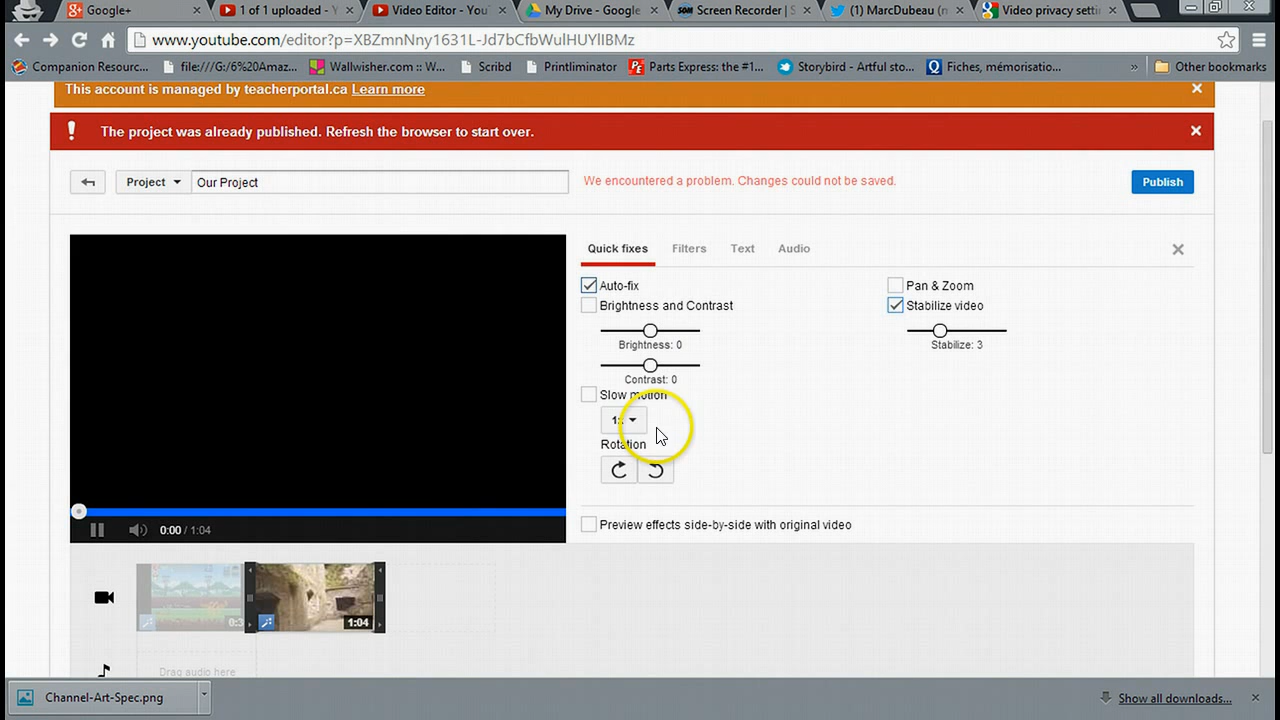 Google+
1 of 1 uploaded - Y
Video Editor - You
My Drive - Google
Screen Recorder | S
(1) MarcDubeau (m
Video privacy setti
www.youtube.com/editor?p=XBZmnNny1631L-Jd7bCfbWulHUYlIBMz
Companion Resourc...
file:///G:/6%20Amaz...
Wallwisher.com :: W...
Scribd
Printliminator
PE
Parts Express: the #1...
Storybird - Artful sto...
Q
Fiches, mémorisatio...
»
Other bookmarks
This account is managed by teacherportal.ca Learn more
The project was already published. Refresh the browser to start over.
Project
Our Project
We encountered a problem. Changes could not be saved.
Publish
Quick fixes
Filters
Text
Audio
Auto-fix
Pan & Zoom
Brightness and Contrast
Stabilize video
Brightness: 0
Stabilize: 3
Contrast: 0
Slow motion
1x
Rotation
Preview effects side-by-side with original video
0:00 / 1:04
0:3
1:04
Drag audio here
Channel-Art-Spec.png
Show all downloads...